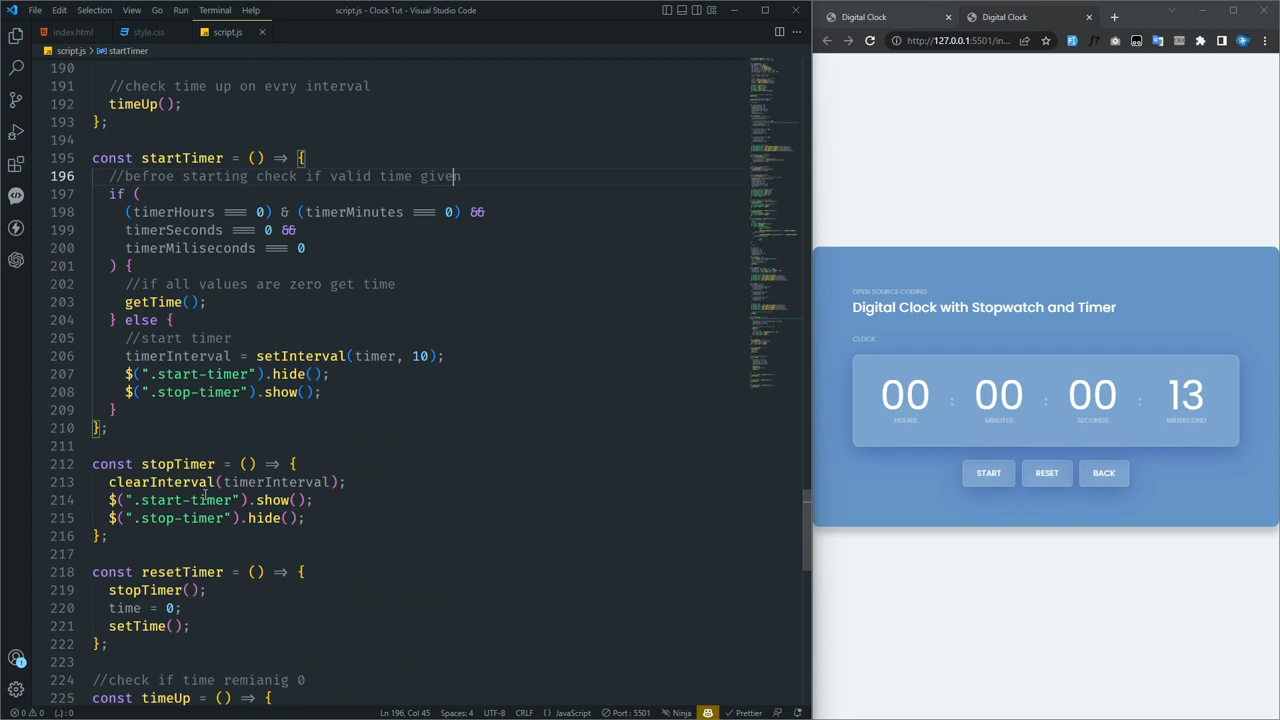 File Edit Selection View Go Run Terminal Help script.js - Clock Tut - Visual Studio Code
index.html style.css script.js
script.js > startTimer
190
191 //check time up on evry interval
192 timeUp();
193 };
194
195 const startTimer = () => {
196 //before starting check if valid time given
197 if (
198 (timerHours === 0) & (timerMinutes === 0) &&
199 timerSeconds === 0 &&
200 timerMiliseconds === 0
201 ) {
202 //if all values are zero get time
203 getTime();
204 } else {
205 //start timer
206 timerInterval = setInterval(timer, 10);
207 $(".start-timer").hide();
208 $(".stop-timer").show();
209 }
210 };
211
212 const stopTimer = () => {
213 clearInterval(timerInterval);
214 $(".start-timer").show();
215 $(".stop-timer").hide();
216 };
217
218 const resetTimer = () => {
219 stopTimer();
220 time = 0;
221 setTime();
222 };
223
224 //check if time remianig 0
225 const timeUp = () => {
0 0 {.} : 0 Ln 196, Col 45 Spaces: 4 UTF-8 CRLF {} JavaScript Port : 5501 Ninja Prettier
Digital Clock Digital Clock
http://127.0.0.1:5501/in
OPEN SOURCE CODING
Digital Clock with Stopwatch and Timer
CLOCK
00 : 00 : 00 : 13
HOURS MINUTES SECONDS MILISECOND
START RESET BACK